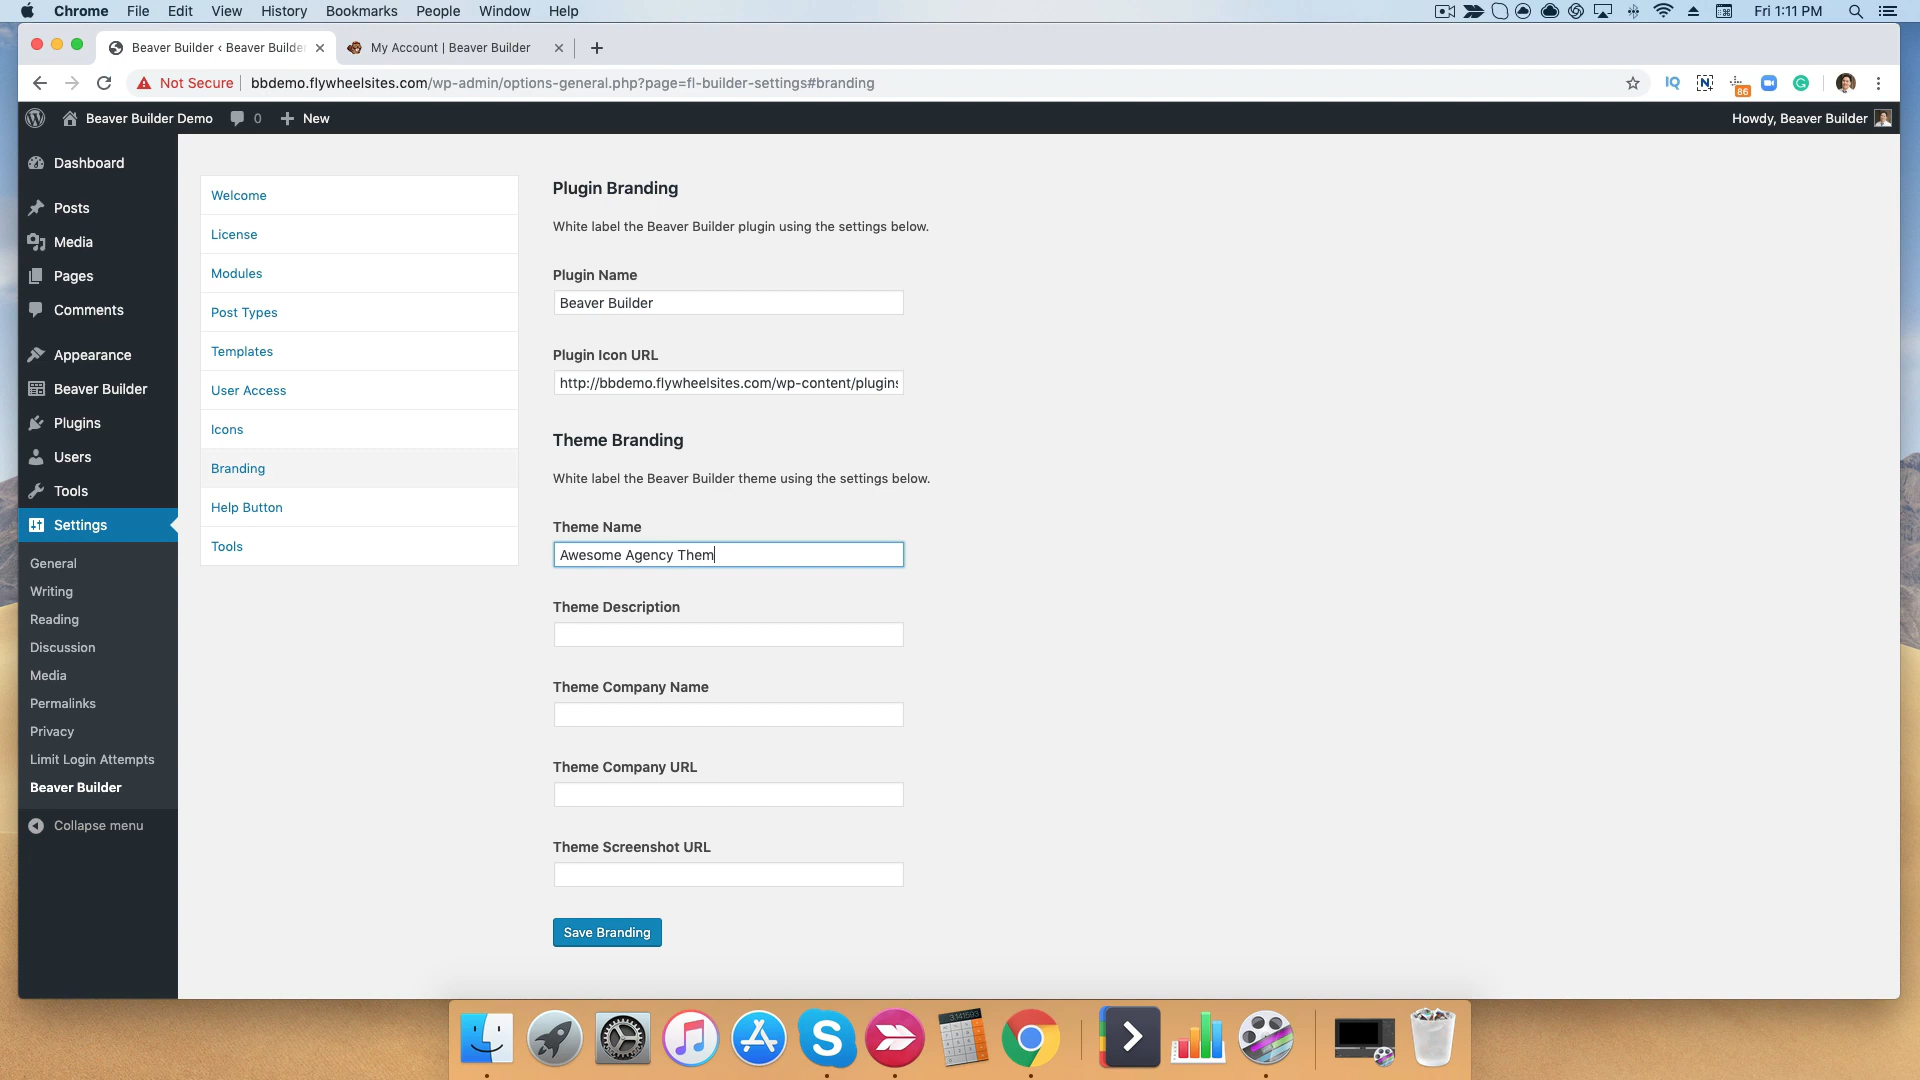 Chrome File Edit View History Bookmarks People Window Help Fri 1:11 PM
Beaver Builder ‹ Beaver Builde My Account | Beaver Builder
Not Secure bbdemo.flywheelsites.com/wp-admin/options-general.php?page=fl-builder-settings#branding IQ N 86 G
Beaver Builder Demo 0 + New Howdy, Beaver Builder
Dashboard
Posts
Media
Pages
Comments
Appearance
Beaver Builder
Plugins
Users
Tools
Settings
General
Writing
Reading
Discussion
Media
Permalinks
Privacy
Limit Login Attempts
Beaver Builder
Collapse menu
Welcome
License
Modules
Post Types
Templates
User Access
Icons
Branding
Help Button
Tools
Plugin Branding
White label the Beaver Builder plugin using the settings below.
Plugin Name
Beaver Builder
Plugin Icon URL
http://bbdemo.flywheelsites.com/wp-content/plugins
Theme Branding
White label the Beaver Builder theme using the settings below.
Theme Name
Awesome Agency Them
Theme Description
Theme Company Name
Theme Company URL
Theme Screenshot URL
Save Branding
3.141593